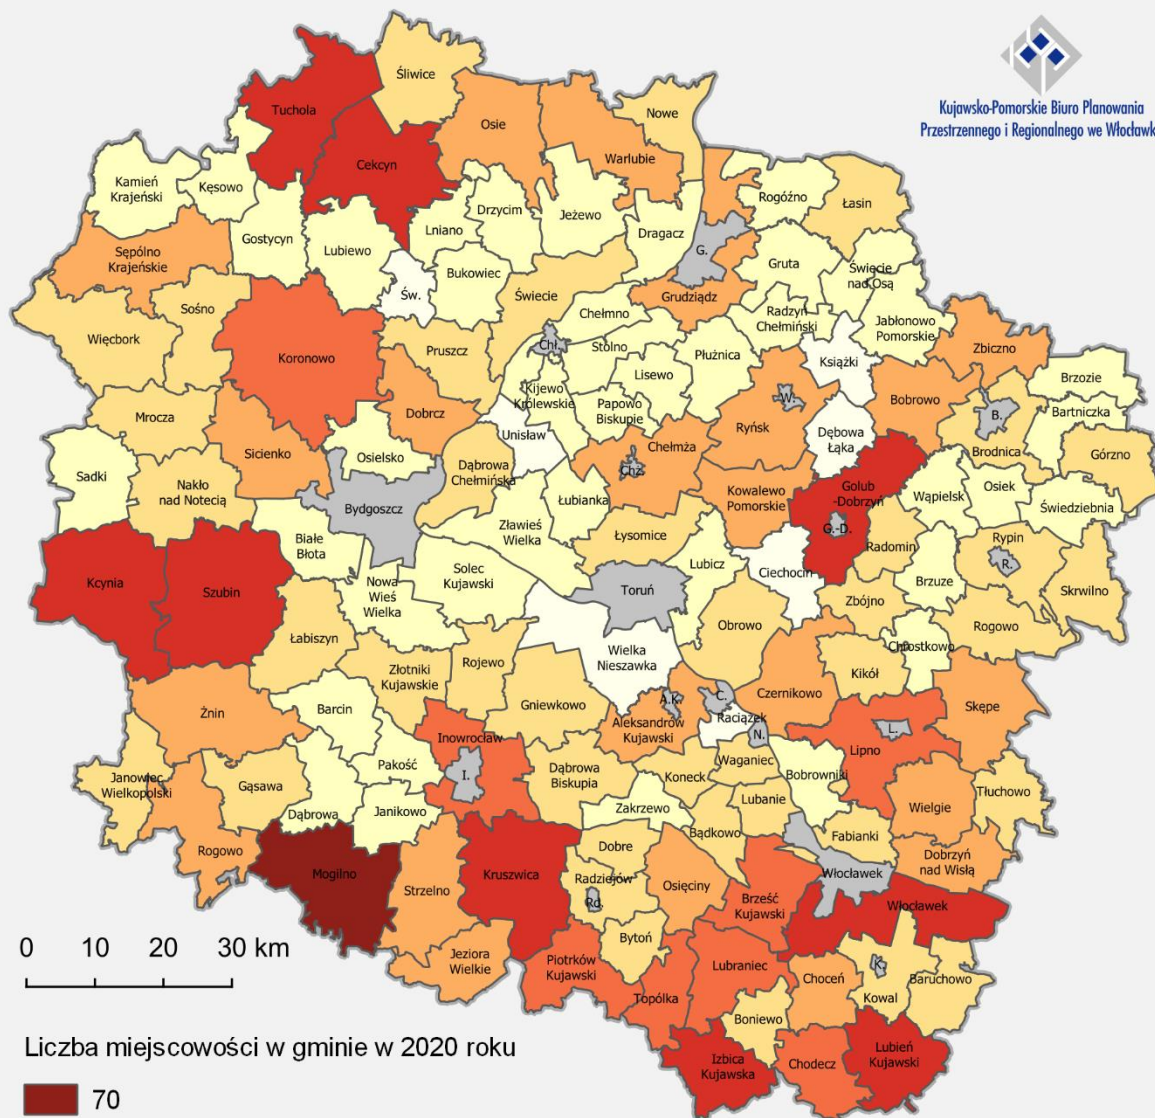 Kujawsko-Pomorskie Biuro Planowania
Przestrzennego i Regionalnego we Włocławk
Śliwice
Tuchola
Osie
Nowe
Cekcyn
Warlubie
Kamień
Krajeński
Kęsowo
Rogóźno
Łasin
Drzycim
Jeżewo
Lniano
Dragacz
Gostycyn
Lubiewo
Sępólno
Krajeńskie
G.
Bukowiec
Gruta
Świecie
nad Osą
Św.
Świecie
Grudziądz
Sośno
Więcbork
Chełmno
Radzyń
Chełmiński
Jabłonowo
Pomorskie
Koronowo
Pruszcz
Chł.
Stolno
Płużnica
Książki
Zbiczno
Lisewo
Brzozie
Kijewo
Królewskie
Papowo
Biskupie
W.
Bobrowo
Mrocza
Dobrcz
B.
Bartniczka
Unisław
Ryńsk
Dębowa
Łąka
Sicienko
Osielsko
Chełmża
Brodnica
Górzno
Sadki
Dąbrowa
Chełmińska
Chż.
Nakło
nad Notecią
Kowalewo
Pomorskie
Golub
-Dobrzyń
Wąpielsk
Osiek
Bydgoszcz
Łubianka
Świedziebnia
Zławieś
Wielka
G.-D.
Łysomice
Radomin
Rypin
R.
Białe
Błota
Lubicz
Ciechocin
Solec
Kujawski
Kcynia
Szubin
Nowa
Wieś
Wielka
Toruń
Brzuze
Skrwilno
Zbójno
Obrowo
Rogowo
Łabiszyn
Wielka
Nieszawka
Chrostkowo
Złotniki
Kujawskie
Rojewo
Kikół
Czernikowo
Żnin
Barcin
Gniewkowo
A.K.
C.
Skępe
Raciążek
Aleksandrów
Kujawski
N.
L.
Inowrocław
Lipno
Pakość
Dąbrowa
Biskupia
Waganiec
Janowiec
Wielkopolski
Gąsawa
I.
Koneck
Bobrowniki
Tłuchowo
Lubanie
Zakrzewo
Wielgie
Dąbrowa
Janikowo
Bądkowo
Fabianki
Dobre
Rogowo
Dobrzyń
nad Wisłą
Mogilno
Kruszwica
Włocławek
Strzelno
Radziejów
Osięciny
Rd.
Brześć
Kujawski
Włocławek
Bytoń
Jeziora
Wielkie
Piotrków
Kujawski
Lubraniec
K.
Choceń
Baruchowo
Topólka
Kowal
Boniewo
Izbica
Kujawska
Chodecz
Lubień
Kujawski
0 10 20 30 km
Liczba miejscowości w gminie w 2020 roku
70